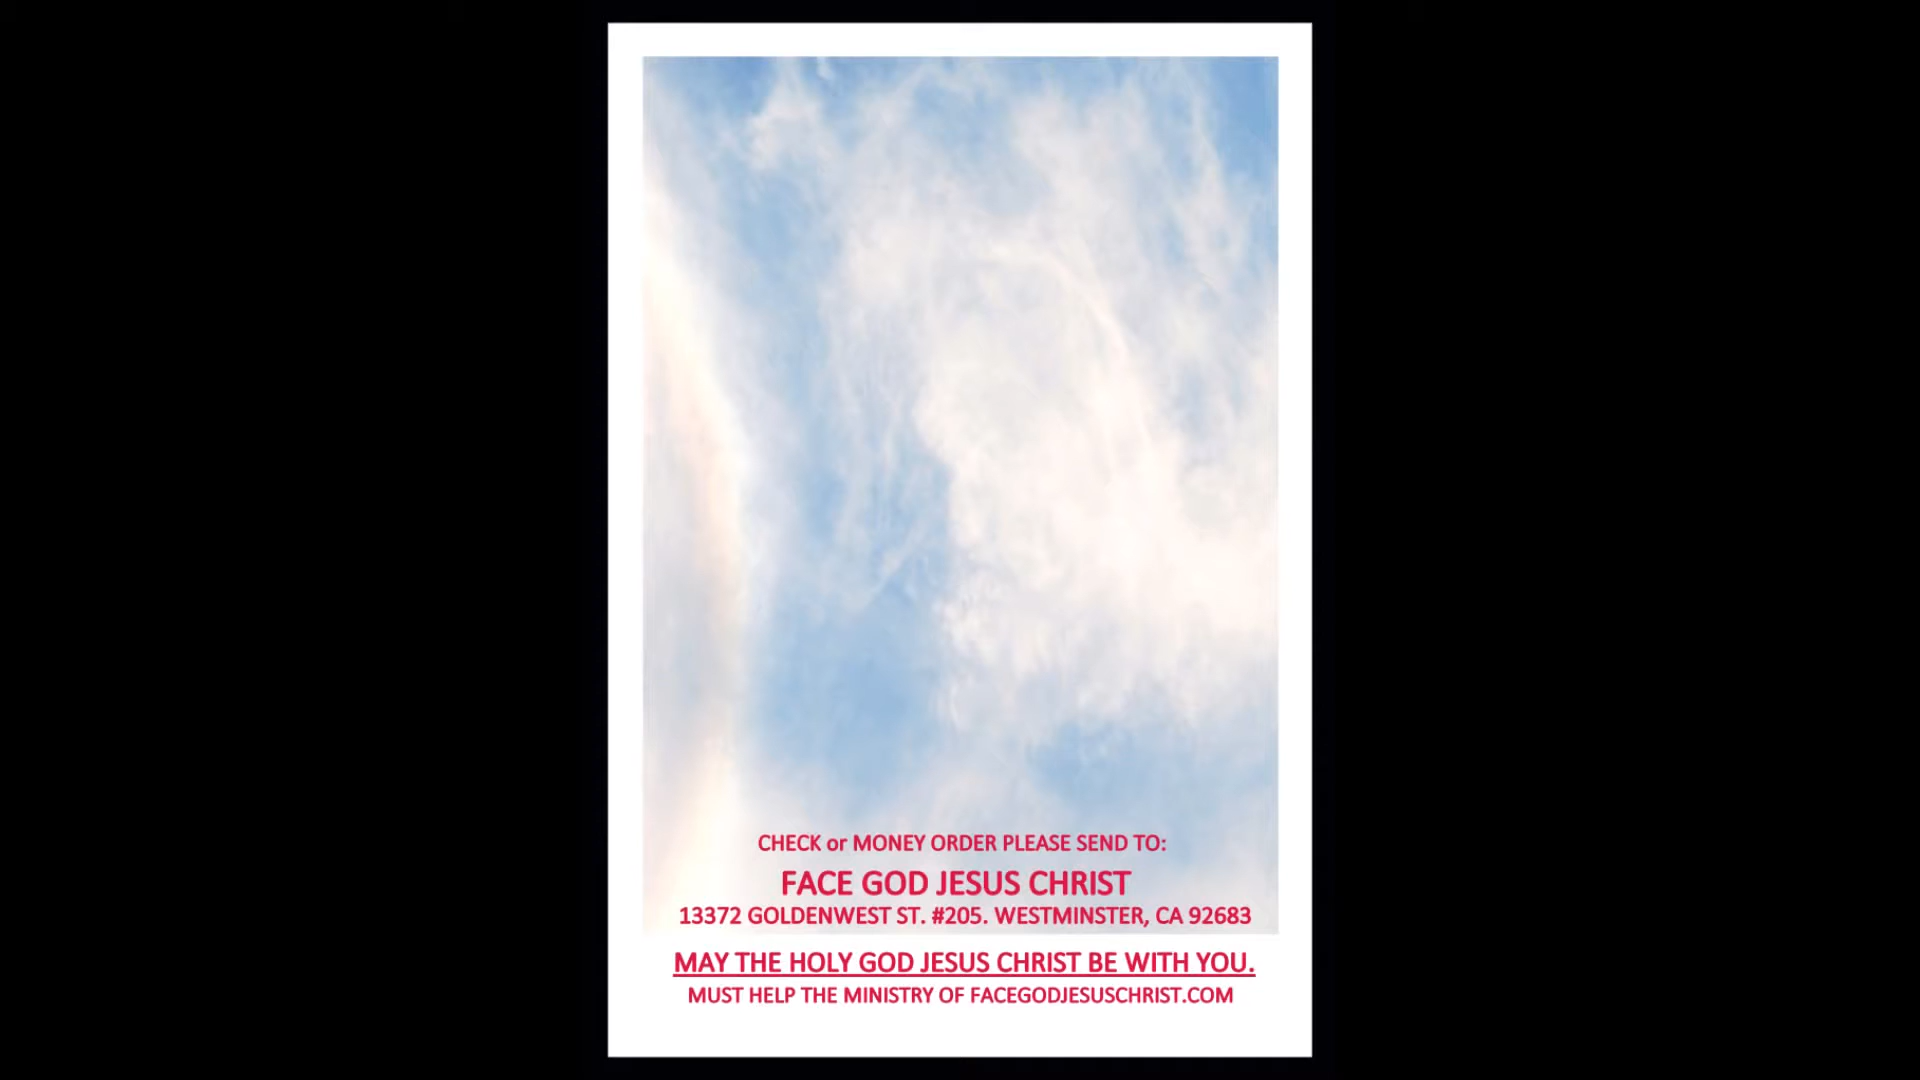 CHECK or MONEY ORDER PLEASE SEND TO:
FACE GOD JESUS CHRIST
13372 GOLDENWEST ST. #205. WESTMINSTER, CA 92683
MAY THE HOLY GOD JESUS CHRIST BE WITH YOU.
MUST HELP THE MINISTRY OF FACEGODJESUSCHRIST.COM